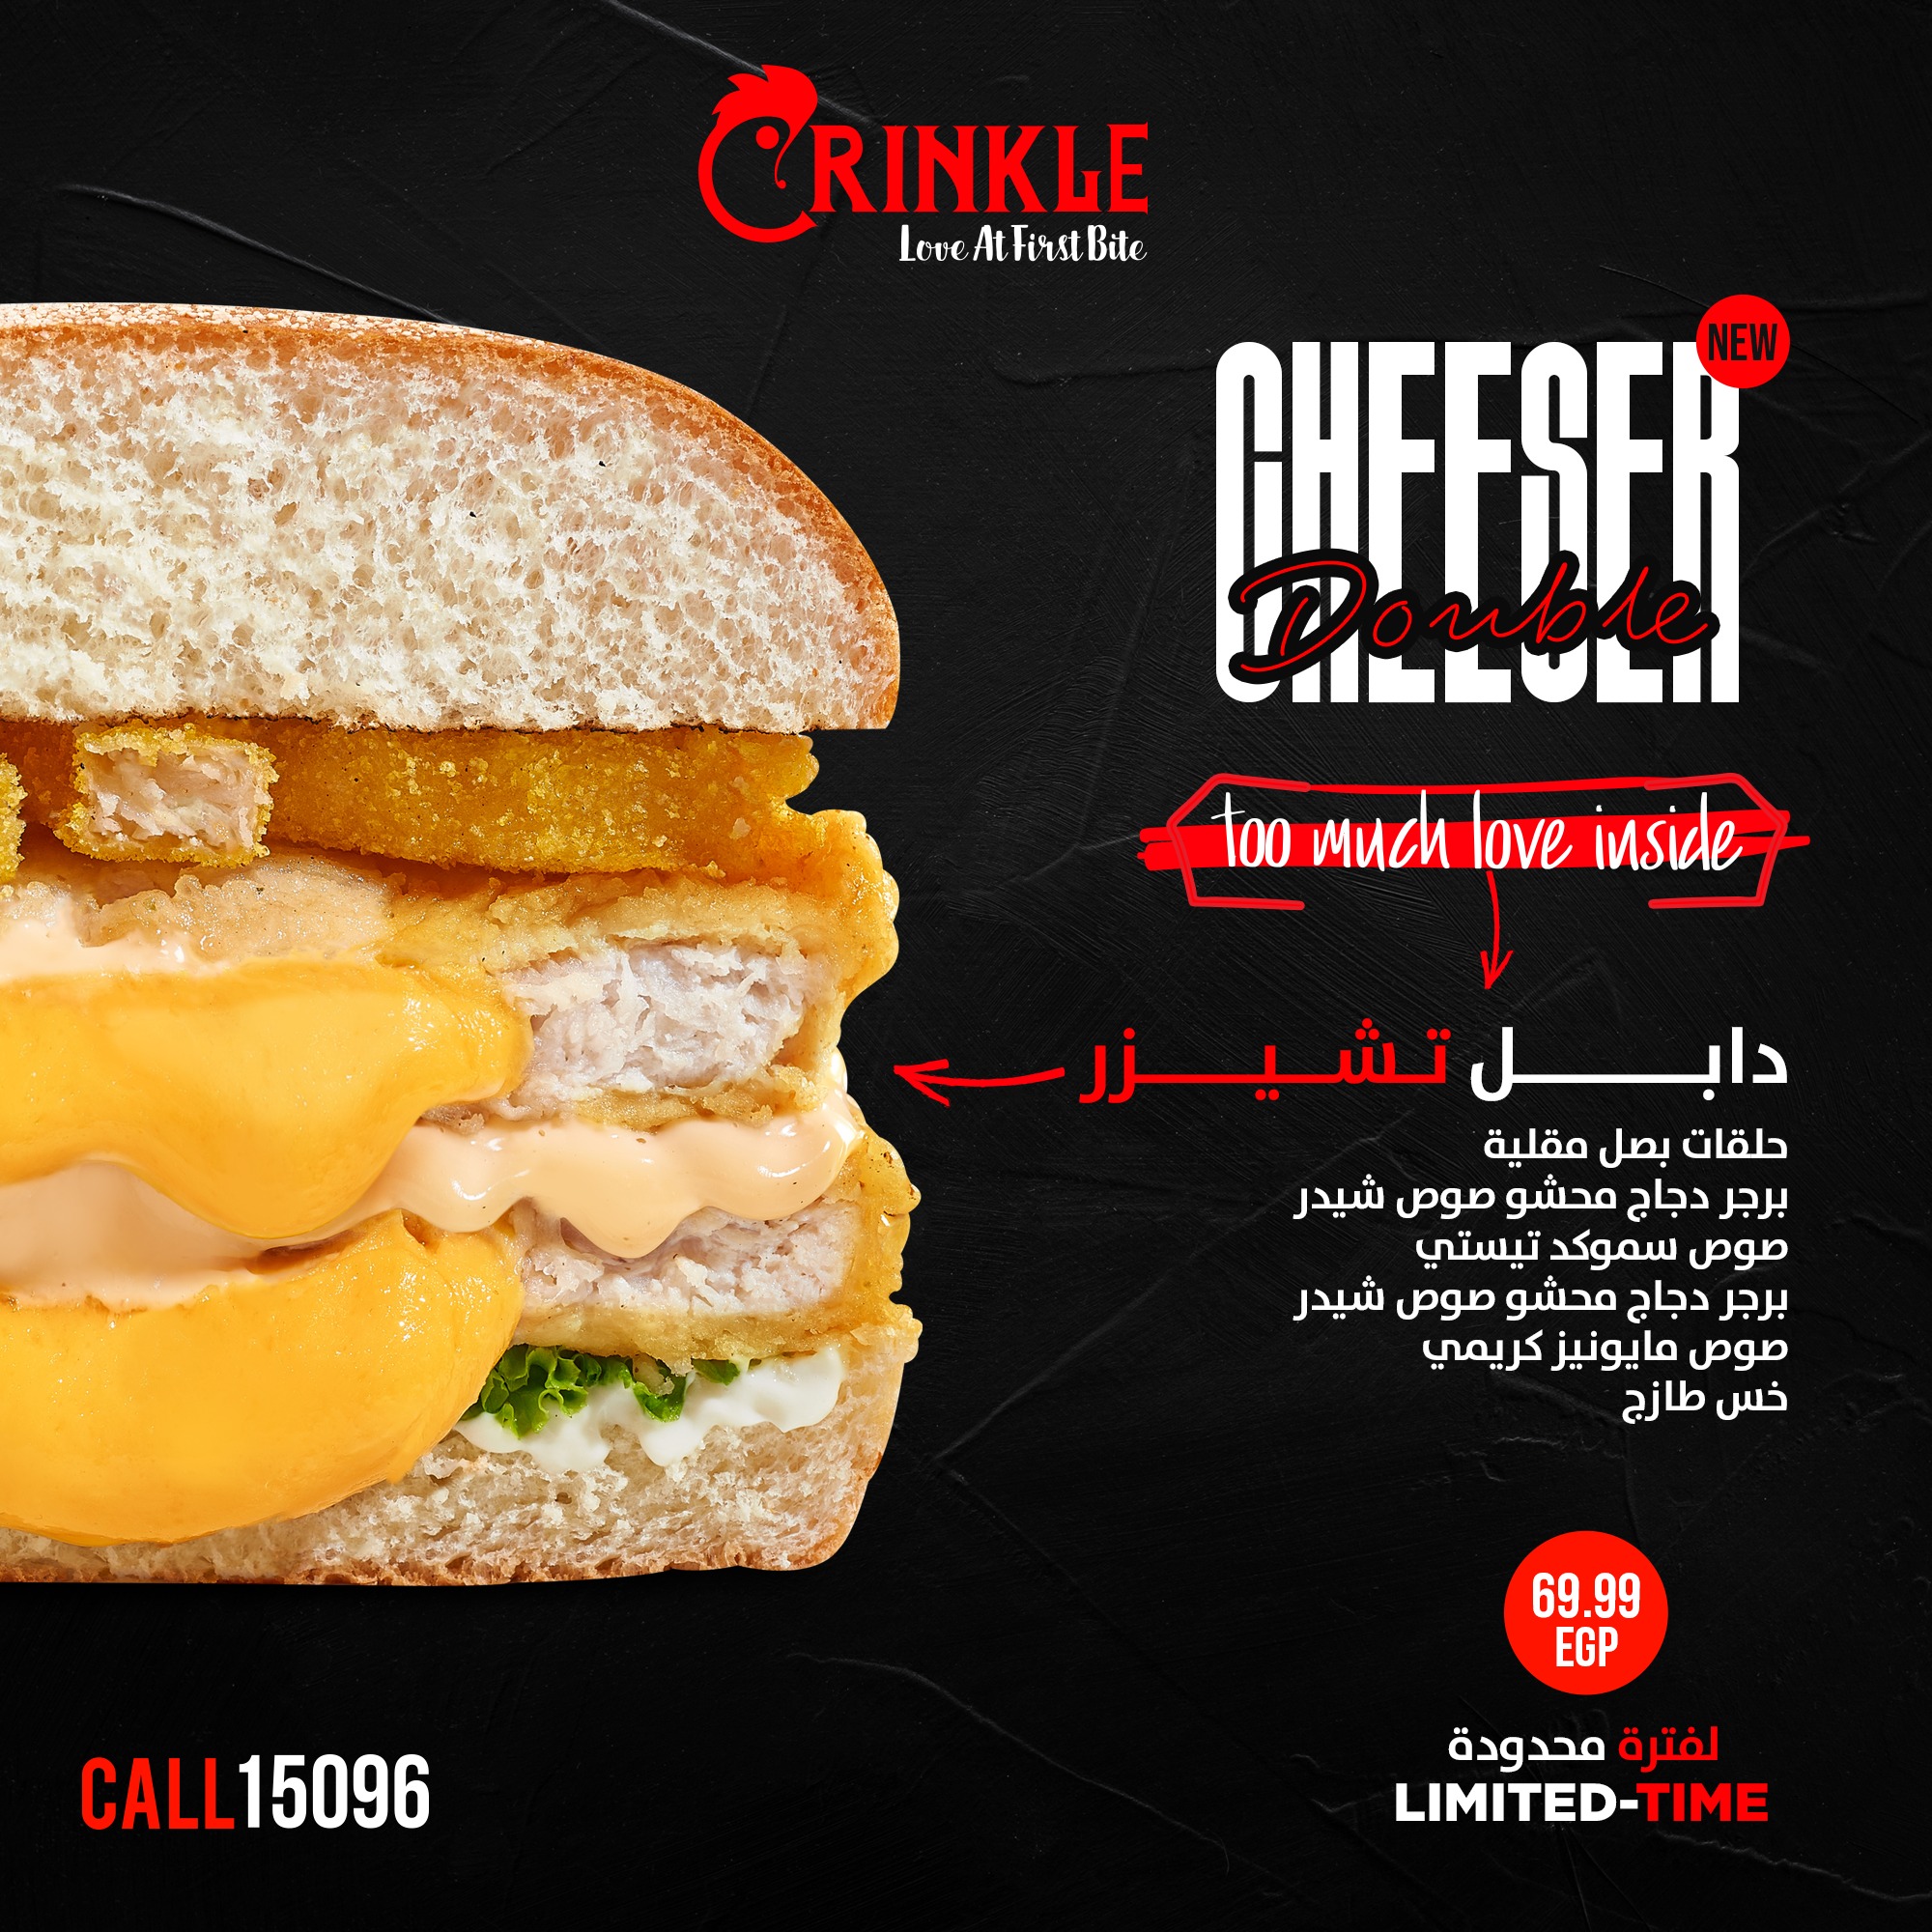 CRINKLE
Love At First Bite
NEW
CHEESER
Double
too much love inside
دابـــــل تـشـيـــزر
حلقات بصل مقلية
برجر دجاج محشو صوص شيدر
صوص سموكد تيستي
برجر دجاج محشو صوص شيدر
صوص مايونيز كريمي
خس طازج
69.99
EGP
لفترة محدودة
LIMITED-TIME
CALL15096